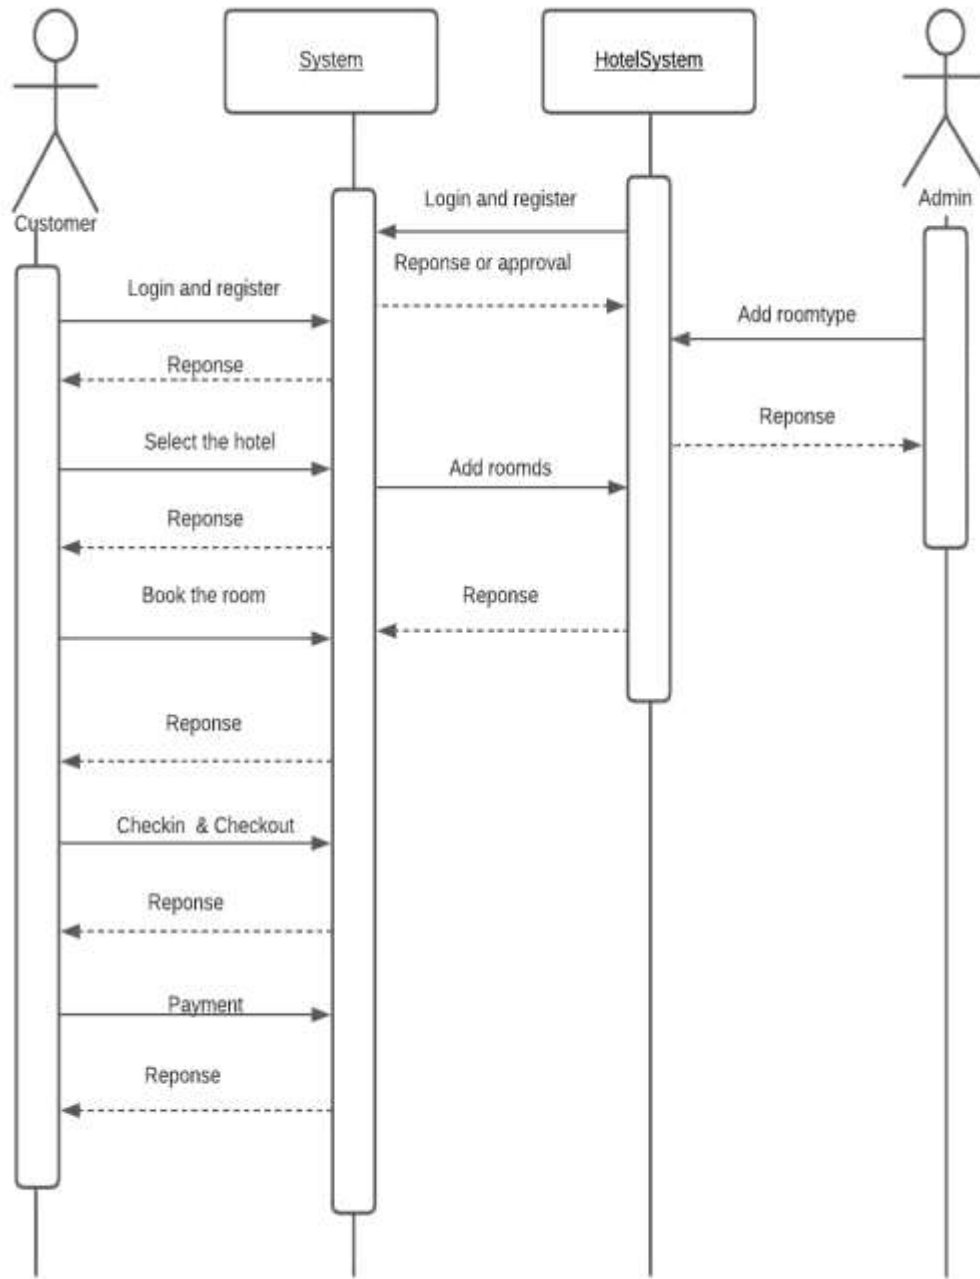 System
HotelSystem
Customer
Admin
Login and register
Reponse or approval
Login and register
Add roomtype
Reponse
Reponse
Select the hotel
Add roomds
Reponse
Book the room
Reponse
Reponse
Checkin & Checkout
Reponse
Payment
Reponse